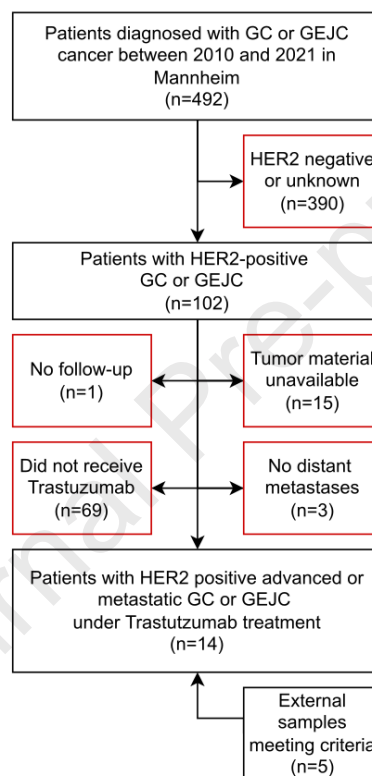 Patients diagnosed with GC or GEJC
cancer between 2010 and 2021 in
Mannheim
(n=492)
HER2 negative
or unknown
(n=390)
Patients with HER2-positive
GC or GEJC
(n=102)
No follow-up
(n=1)
Tumor material
unavailable
(n=15)
Did not receive
Trastuzumab
(n=69)
No distant
metastases
(n=3)
Patients with HER2 positive advanced or
metastatic GC or GEJC
under Trastutzumab treatment
(n=14)
External
samples
meeting criteria
(n=5)